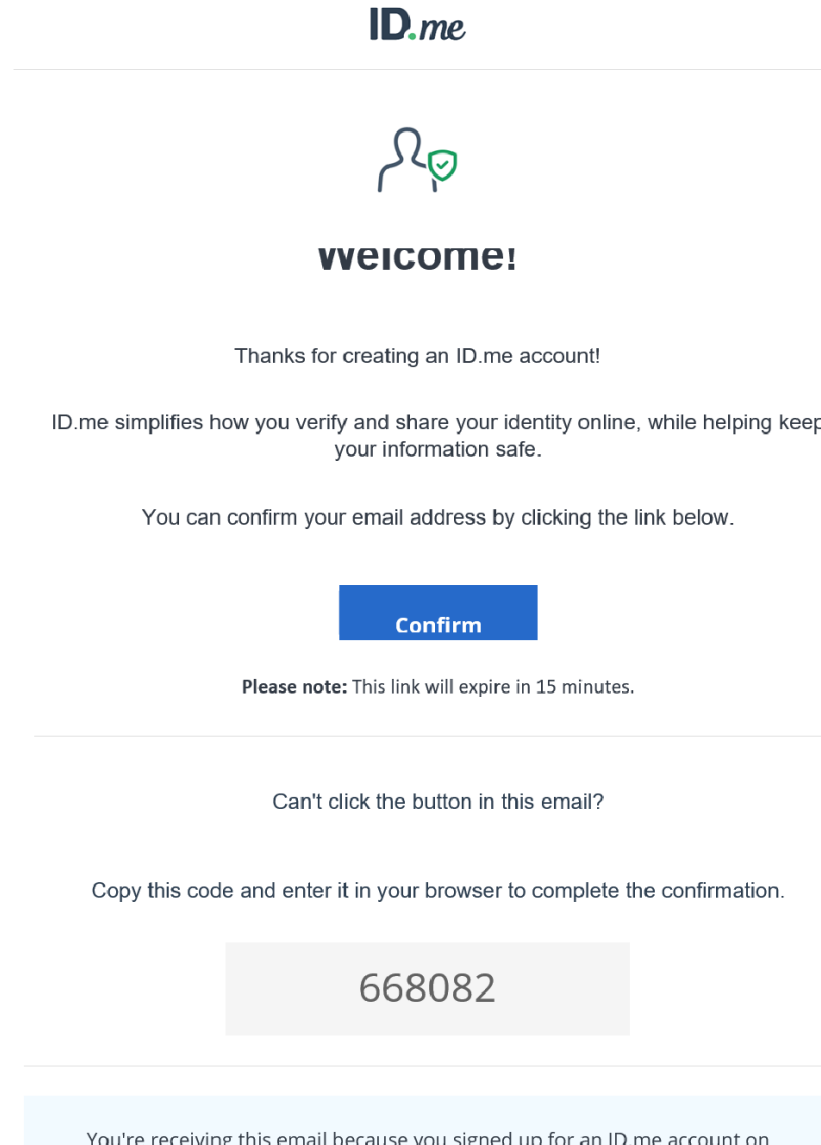 ID.me
Welcome!
Thanks for creating an ID.me account!
ID.me simplifies how you verify and share your identity online, while helping keep
your information safe.
You can confirm your email address by clicking the link below.
Confirm
Please note: This link will expire in 15 minutes.
Can't click the button in this email?
Copy this code and enter it in your browser to complete the confirmation.
668082
You're receiving this email because you signed up for an ID.me account on